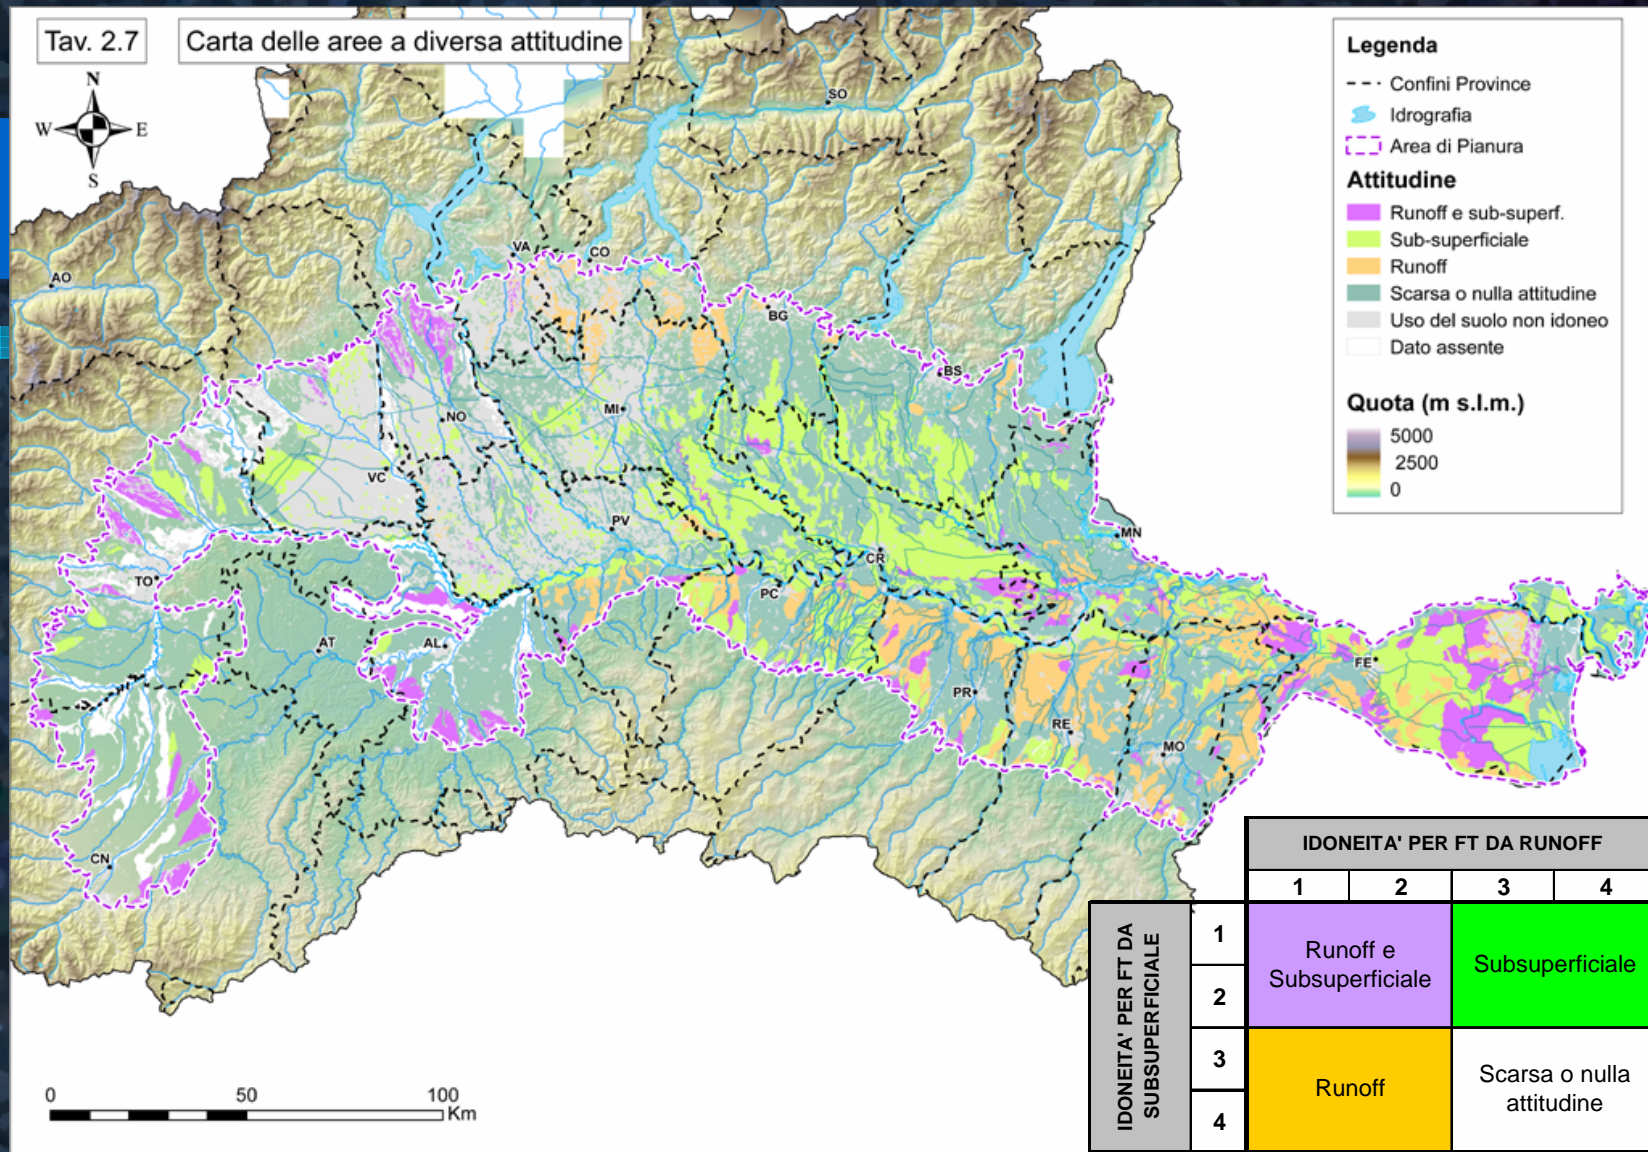 Tav. 2.7
Carta delle aree a diversa attitudine
N
W
E
S
Legenda
Confini Province
Idrografia
Area di Pianura
Attitudine
Runoff e sub-superf.
Sub-superficiale
Runoff
Scarsa o nulla attitudine
Uso del suolo non idoneo
Dato assente
Quota (m s.l.m.)
5000
2500
0
SO
VA
CO
AO
BG
BS
NO
MI
VC
PV
MN
CR
TO
PC
AT
AL
FE
PR
RE
MO
CN
0
50
100
Km
IDONEITA' PER FT DA RUNOFF
1
2
3
4
IDONEITA' PER FT DA
SUBSUPERFICIALE
1
2
3
4
Runoff e
Subsuperficiale
Subsuperficiale
Runoff
Scarsa o nulla
attitudine